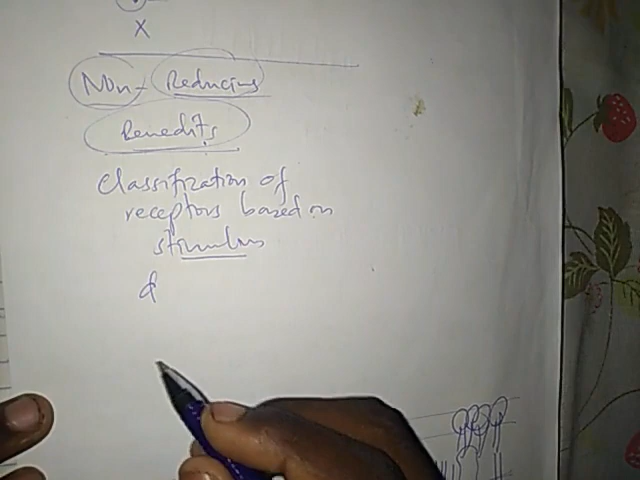 X
Non-Reducing
Benedits
Classification of
receptors based on
stimulus
&